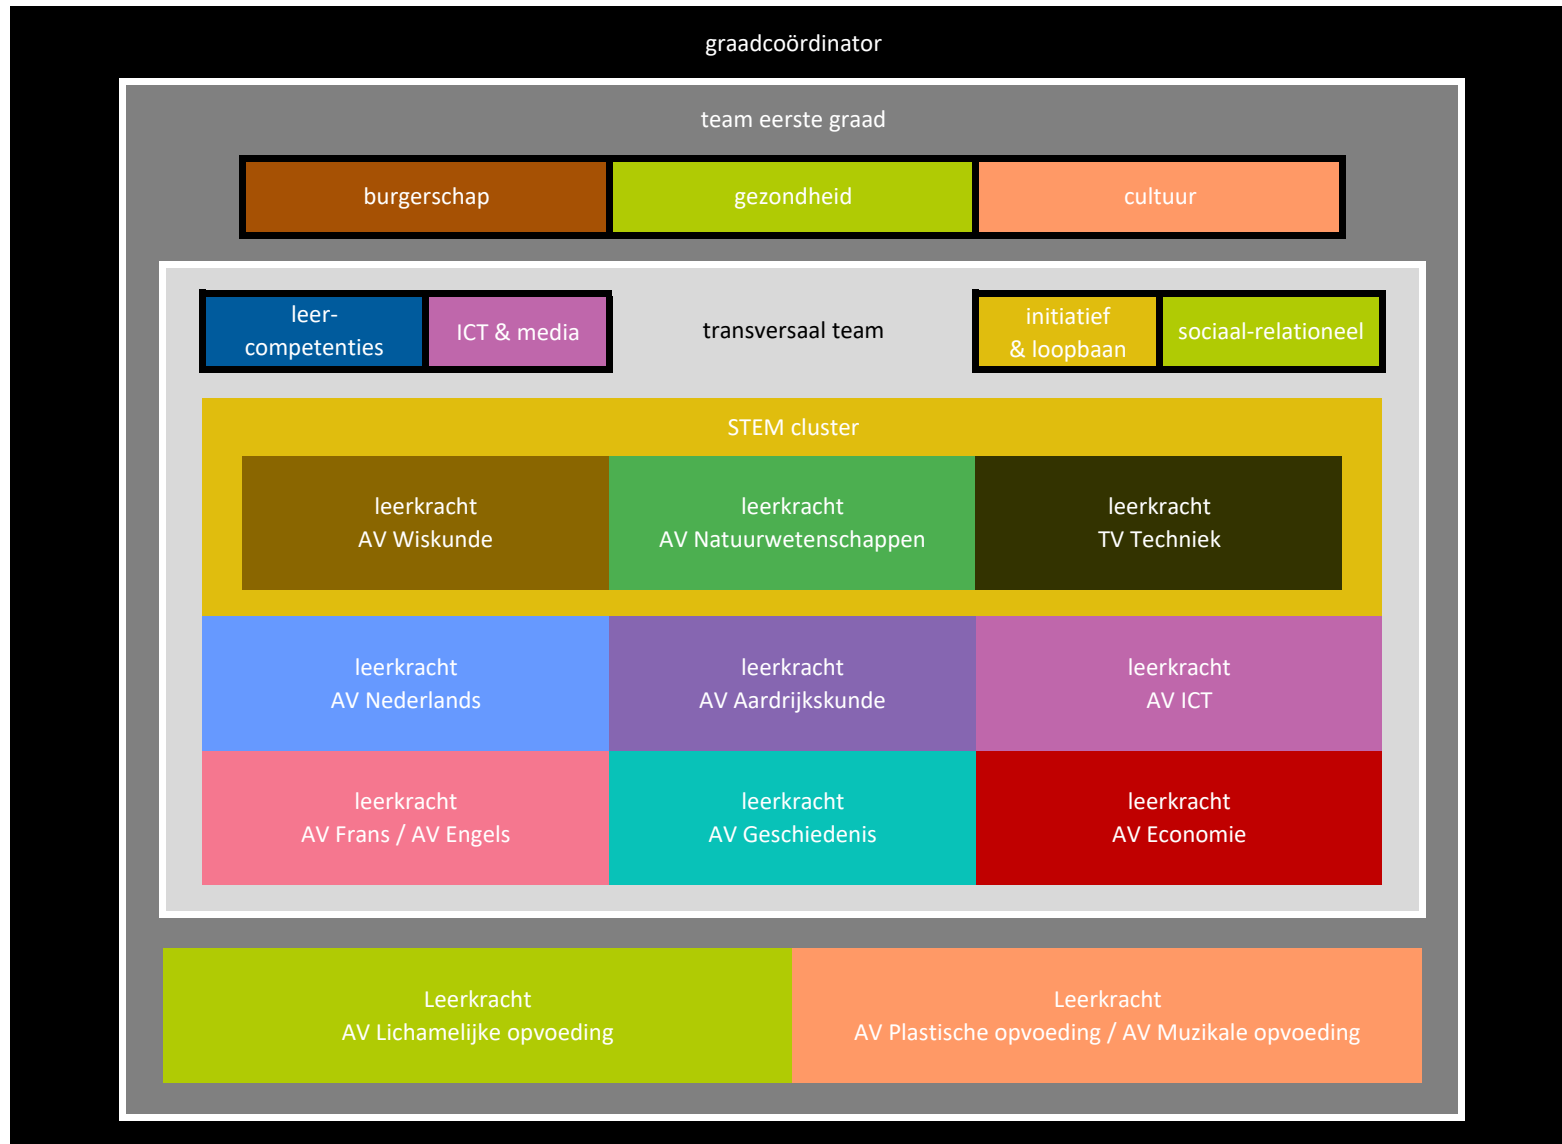 graadcoördinator
team eerste graad
burgerschap
gezondheid
cultuur
leer-
competenties
ICT & media
transversaal team
initiatief
& loopbaan
sociaal-relationeel
STEM cluster
leerkracht
AV Wiskunde
leerkracht
AV Natuurwetenschappen
leerkracht
TV Techniek
leerkracht
AV Nederlands
leerkracht
AV Aardrijkskunde
leerkracht
AV ICT
leerkracht
AV Frans / AV Engels
leerkracht
AV Geschiedenis
leerkracht
AV Economie
Leerkracht
AV Lichamelijke opvoeding
Leerkracht
AV Plastische opvoeding / AV Muzikale opvoeding